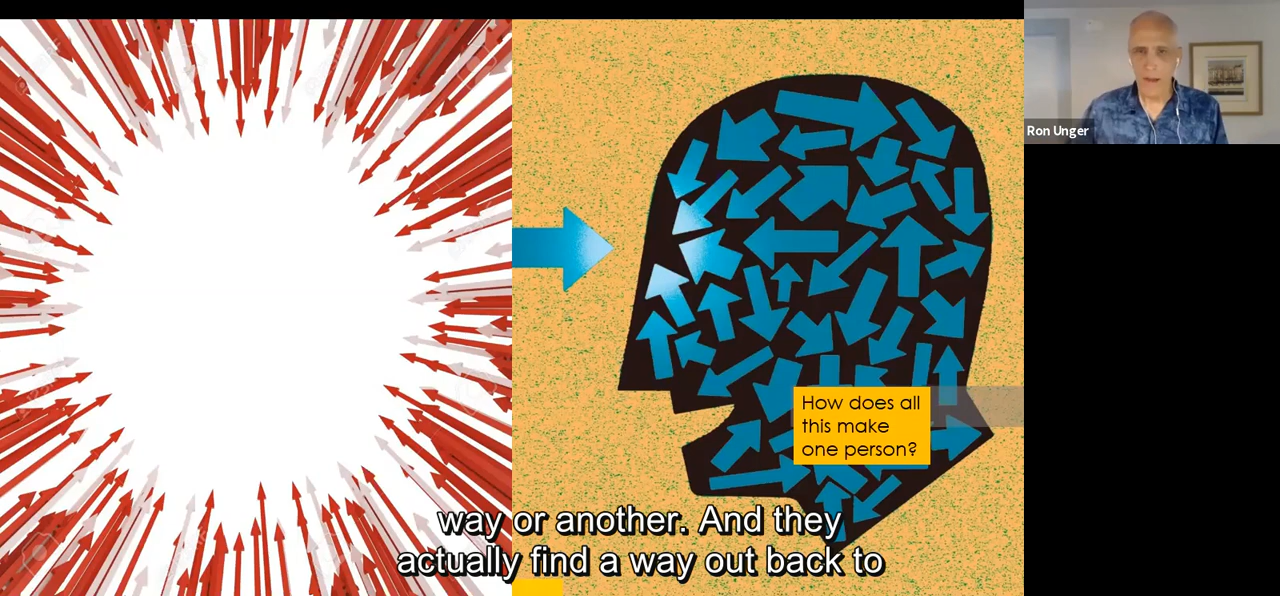 Ron Unger
How does all
this make
one person?
way or another. And they
actually find a way out back to